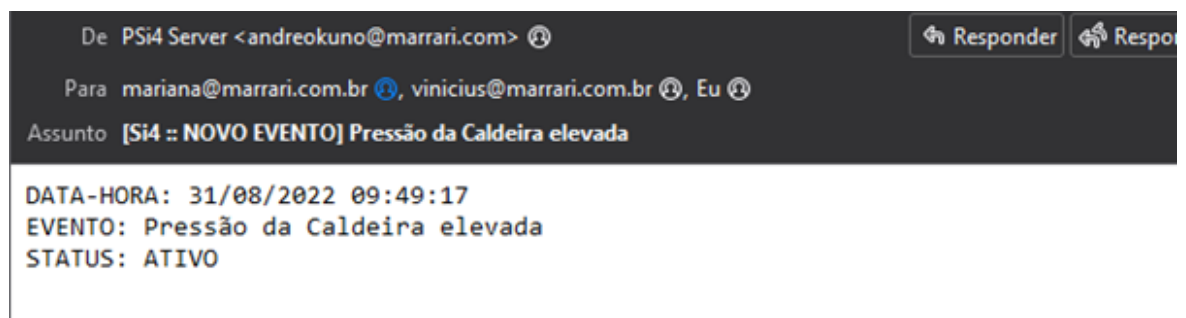 De PSi4 Server <andreokuno@marrari.com> Responder
Para mariana@marrari.com.br, vinicius@marrari.com.br, Eu
Assunto [Si4 :: NOVO EVENTO] Pressão da Caldeira elevada
DATA-HORA: 31/08/2022 09:49:17
EVENTO: Pressão da Caldeira elevada
STATUS: ATIVO